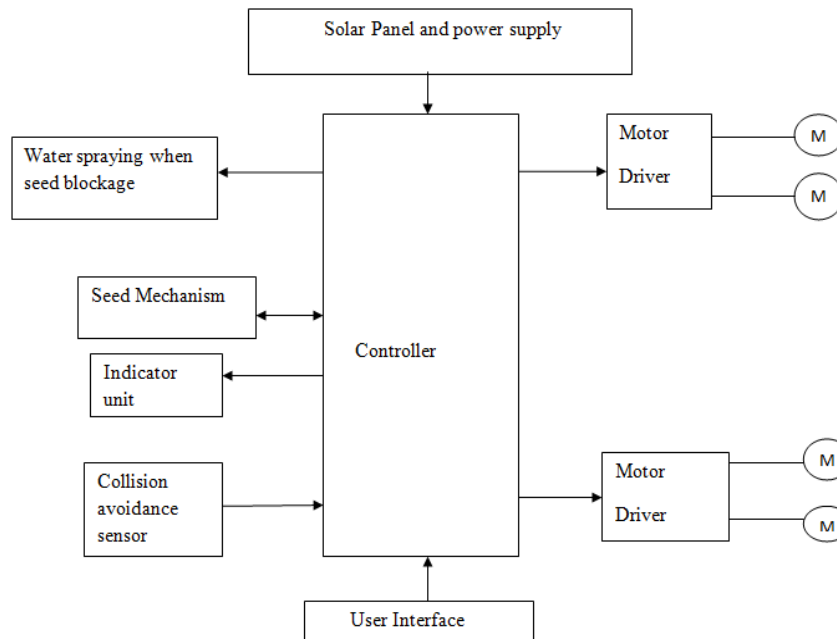 Solar Panel and power supply
Water spraying when
seed blockage
Motor
Driver
M
M
Seed Mechanism
Controller
Indicator
unit
Collision
avoidance
sensor
Motor
Driver
M
M
User Interface